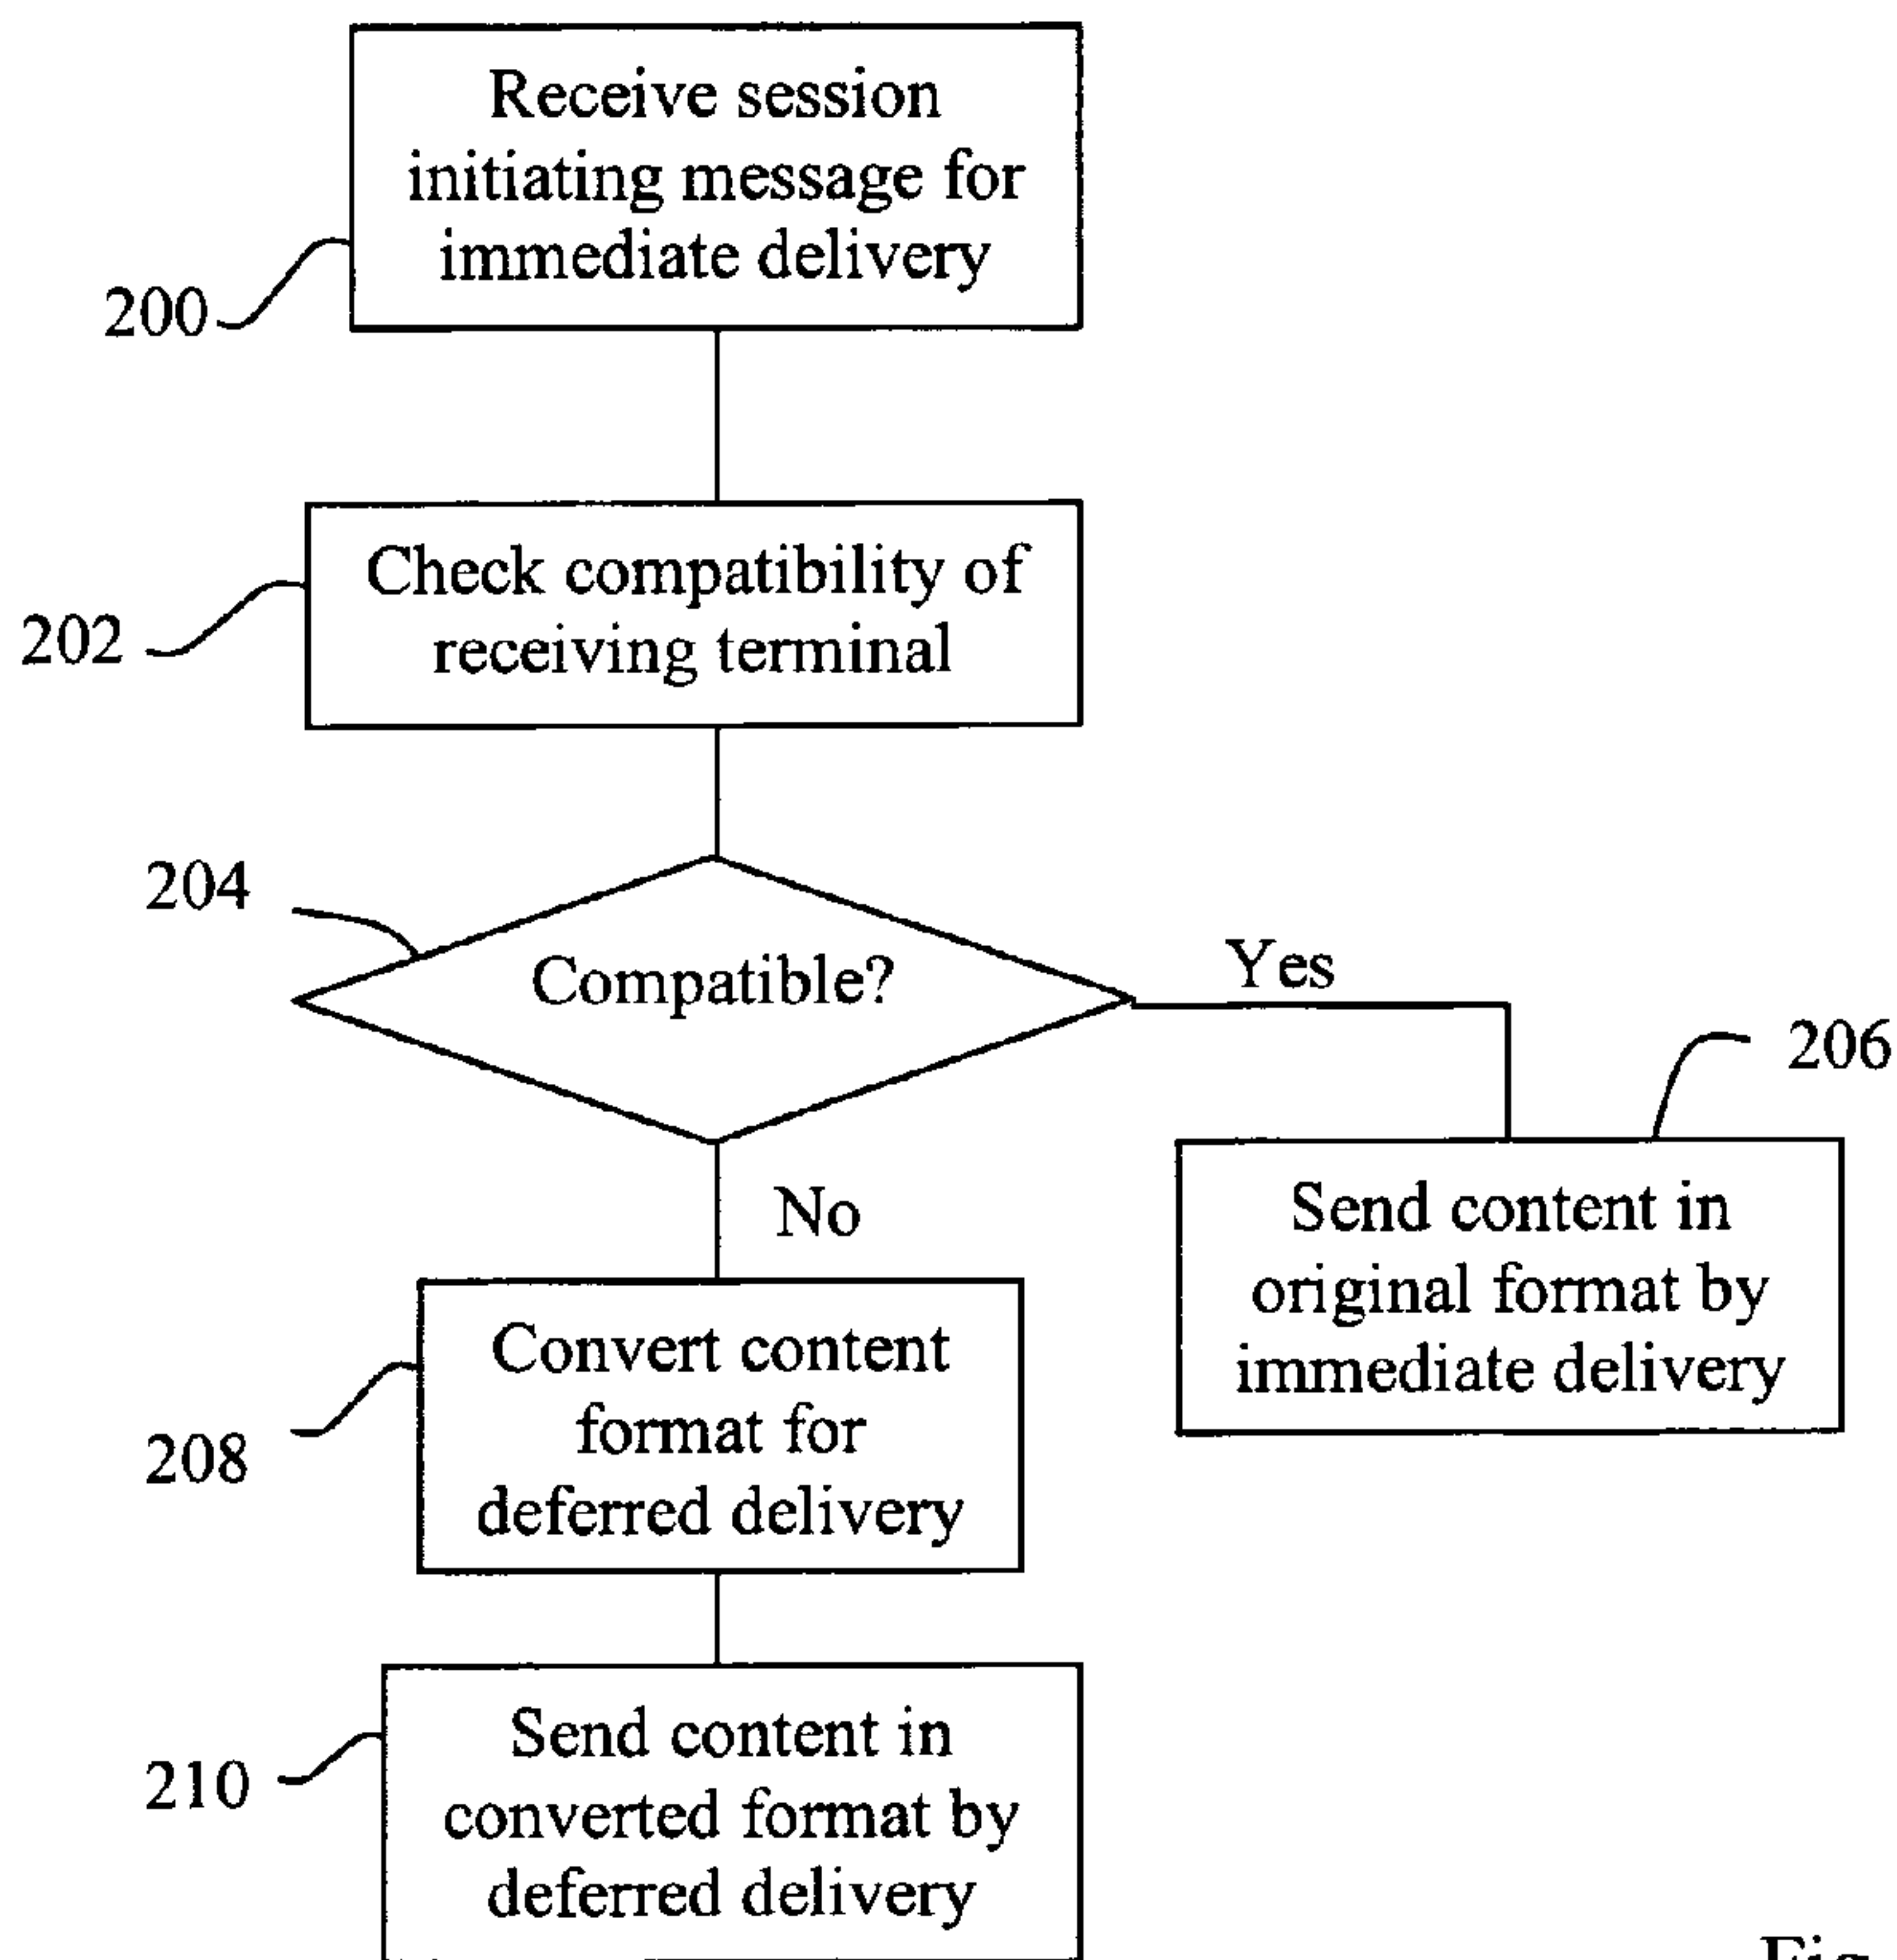 Receive session
initiating message for
immediate delivery
200
Check compatibility of
receiving terminal
202
204
Compatible?
Yes
206
Send content in
original format by
immediate delivery
No
Convert content
format for
deferred delivery
208
Send content in
converted format by
deferred delivery
210